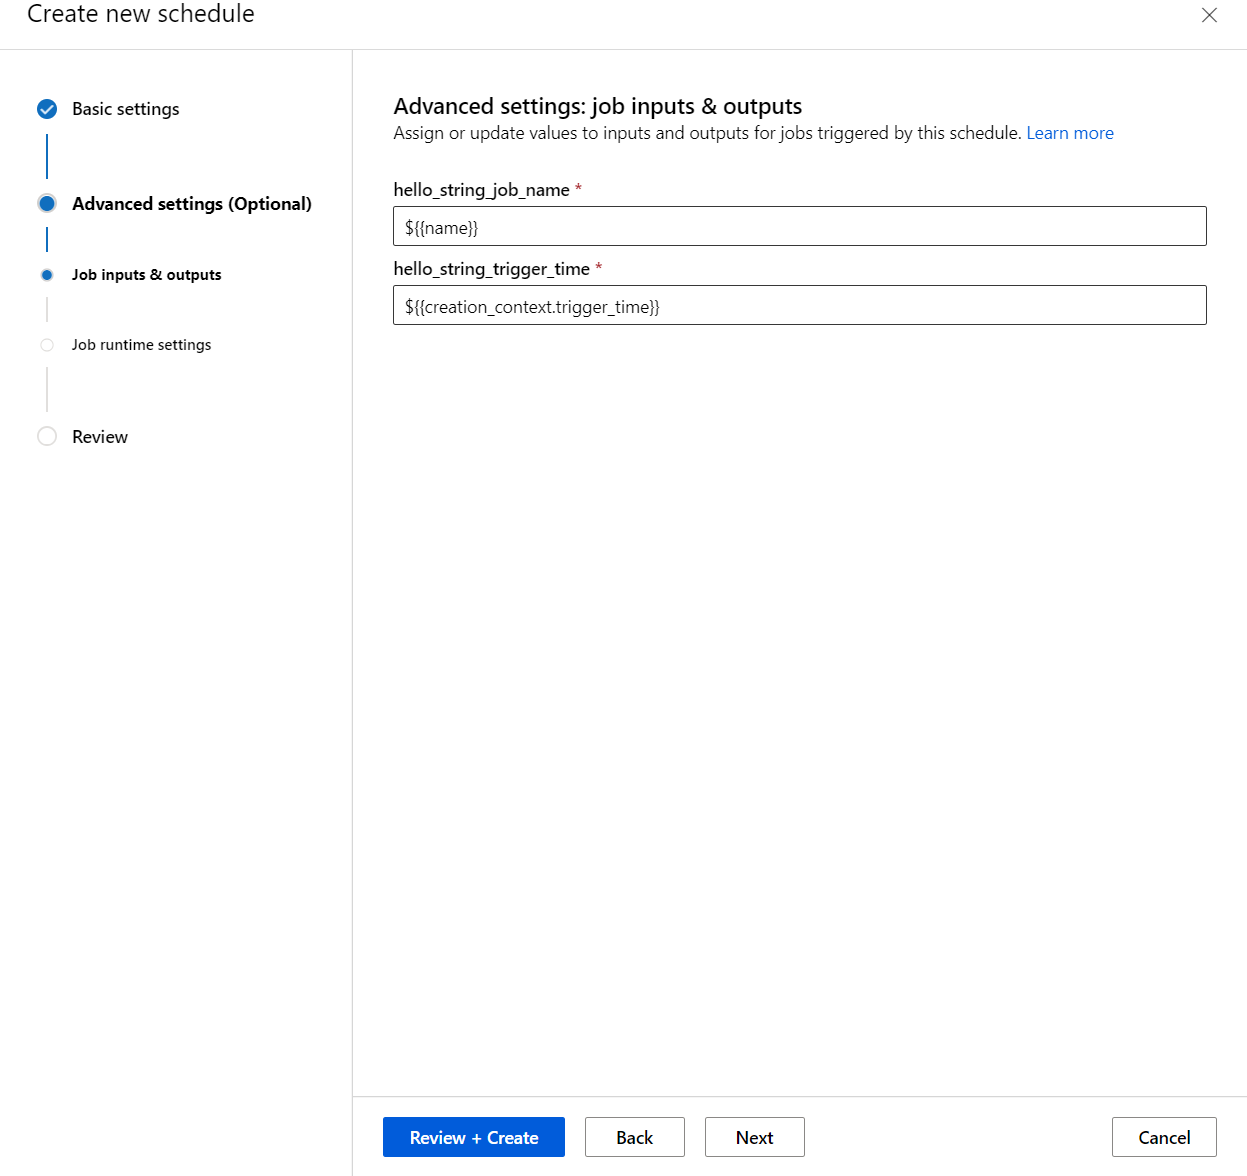 Create new schedule
Basic settings
Advanced settings (Optional)
Job inputs & outputs
Job runtime settings
Review
Advanced settings: job inputs & outputs
Assign or update values to inputs and outputs for jobs triggered by this schedule. Learn more
hello_string_job_name *
${{name}}
hello_string_trigger_time *
${{creation_context.trigger_time}}
Review + Create
Back
Next
Cancel